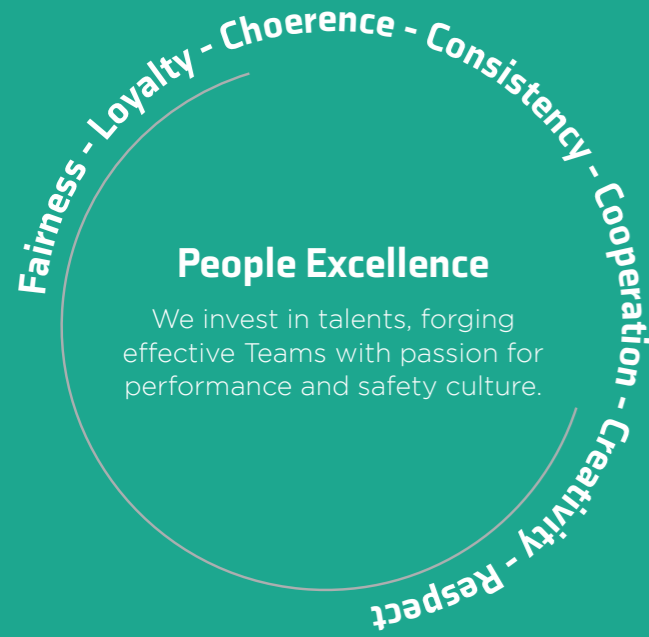 Fairness - Loyalty - Choerence - Consistency - Cooperation - Creativity - Respect
People Excellence
We invest in talents, forging
effective Teams with passion for
performance and safety culture.